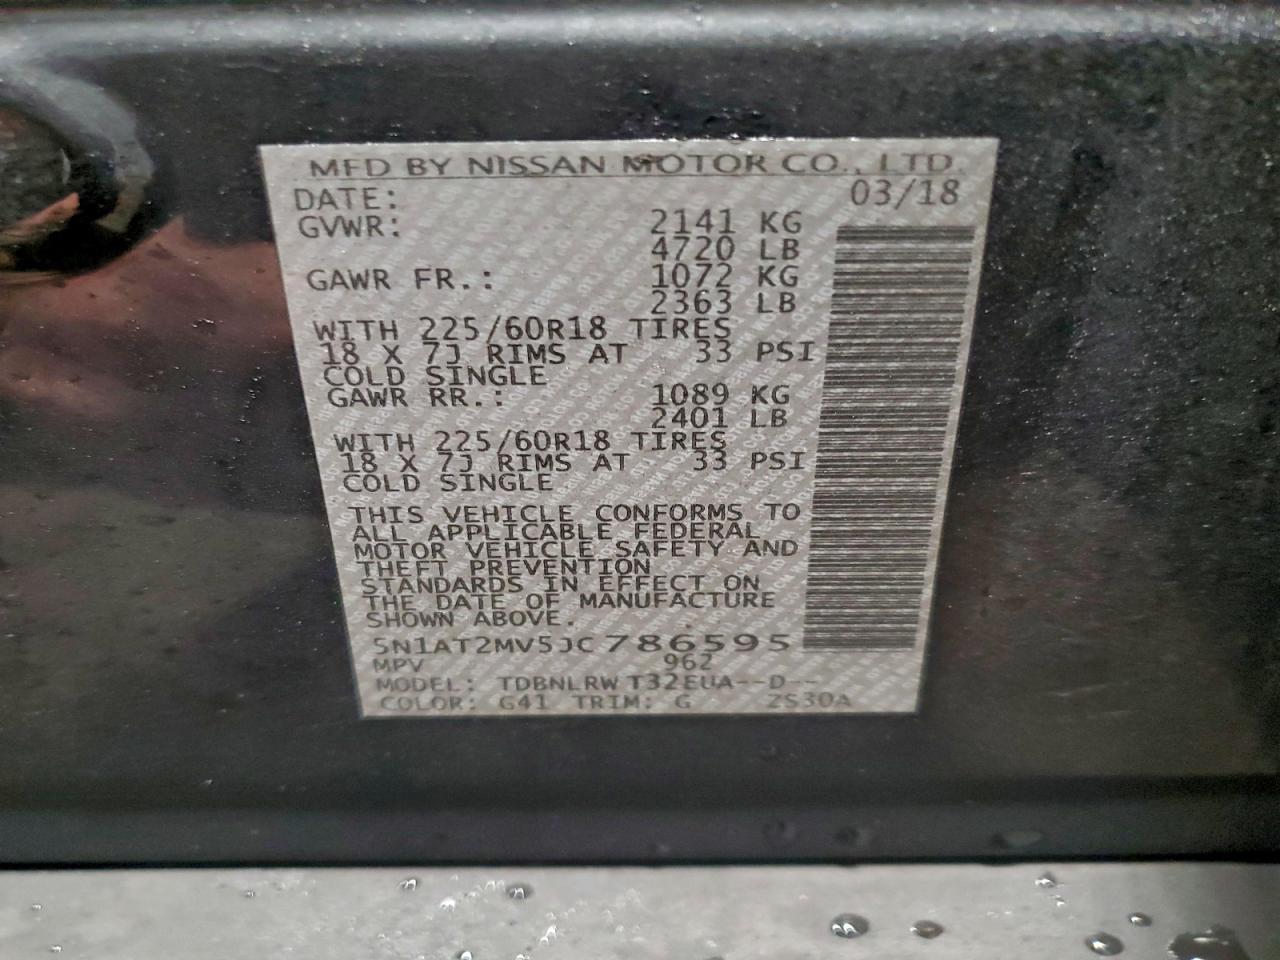 MFD BY NISSAN MOTOR CO., LTD.
DATE: 03/18
GVWR: 2141 KG
4720 LB
GAWR FR.: 1072 KG
2363 LB
WITH 225/60R18 TIRES
18 X 7J RIMS AT 33 PSI
COLD SINGLE
GAWR RR.: 1089 KG
2401 LB
WITH 225/60R18 TIRES
18 X 7J RIMS AT 33 PSI
COLD SINGLE
THIS VEHICLE CONFORMS TO
ALL APPLICABLE FEDERAL
MOTOR VEHICLE SAFETY AND
THEFT PREVENTION
STANDARDS IN EFFECT ON
THE DATE OF MANUFACTURE
SHOWN ABOVE.
5N1AT2MV5JC786595
MPV 962
MODEL: TDBNLRW T32EUA--D--
COLOR: G41 TRIM: G ZS30A